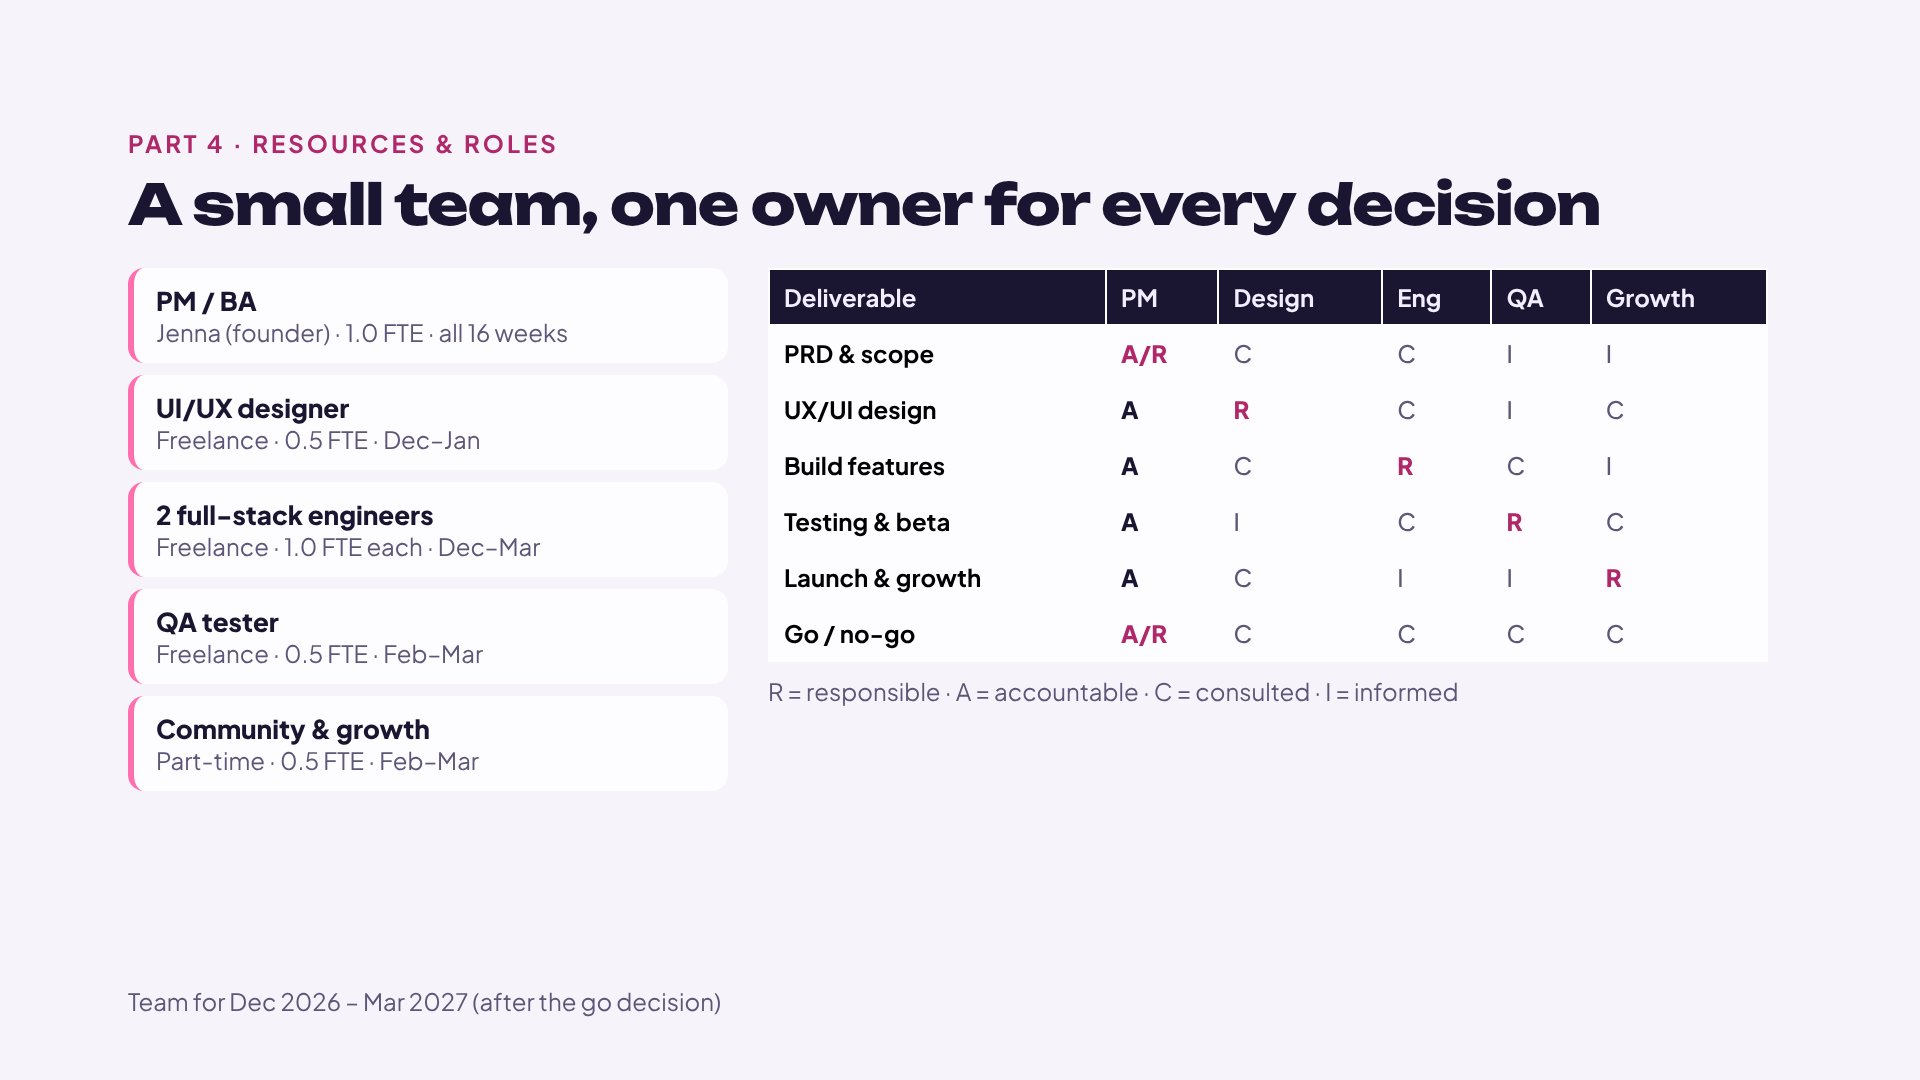 PART 4 · RESOURCES & ROLES
A small team, one owner for every decision
PM / BA
Jenna (founder) · 1.0 FTE · all 16 weeks
UI/UX designer
Freelance · 0.5 FTE · Dec–Jan
2 full-stack engineers
Freelance · 1.0 FTE each · Dec–Mar
QA tester
Freelance · 0.5 FTE · Feb–Mar
Community & growth
Part-time · 0.5 FTE · Feb–Mar
Deliverable PM Design Eng QA Growth
PRD & scope A/R C C I I
UX/UI design A R C I C
Build features A C R C I
Testing & beta A I C R C
Launch & growth A C I I R
Go / no-go A/R C C C C
R = responsible · A = accountable · C = consulted · I = informed
Team for Dec 2026 – Mar 2027 (after the go decision)